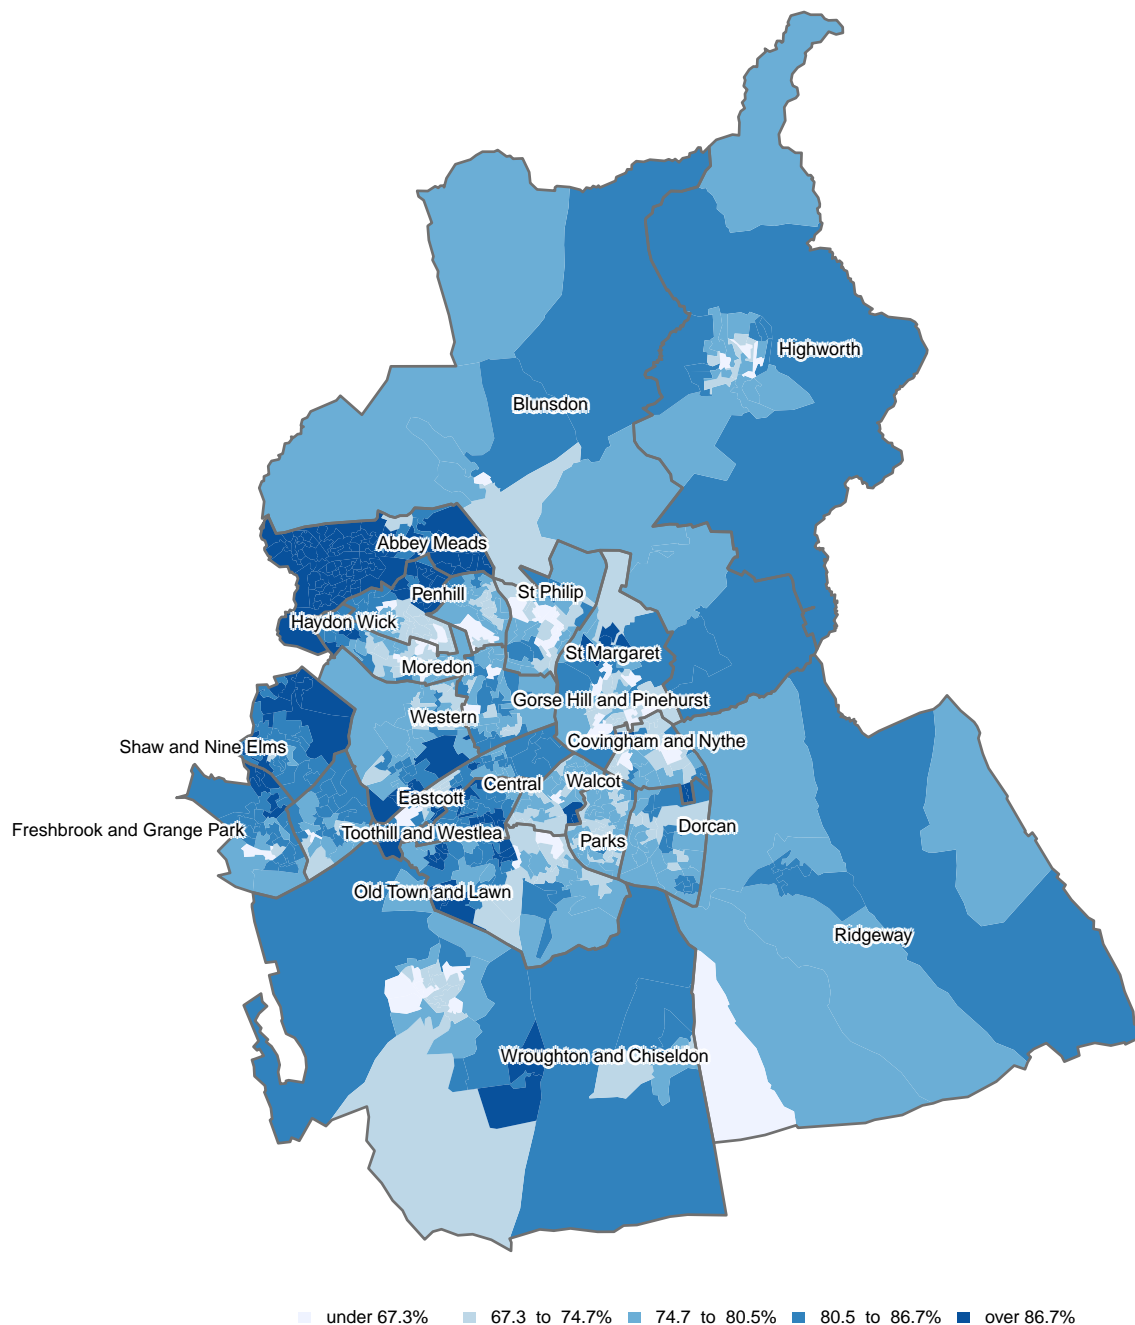 Highworth
Blunsdon
Abbey Meads
Penhill
St Philip
Haydon Wick
St Margaret
Moredon
Gorse Hill and Pinehurst
Western
Covingham and Nythe
Shaw and Nine Elms
Walcot
Central
Eastcott
Dorcan
Freshbrook and Grange Park
Toothill and Westlea
Parks
Old Town and Lawn
Ridgeway
Wroughton and Chiseldon
under 67.3% 67.3 to 74.7% 74.7 to 80.5% 80.5 to 86.7% over 86.7%